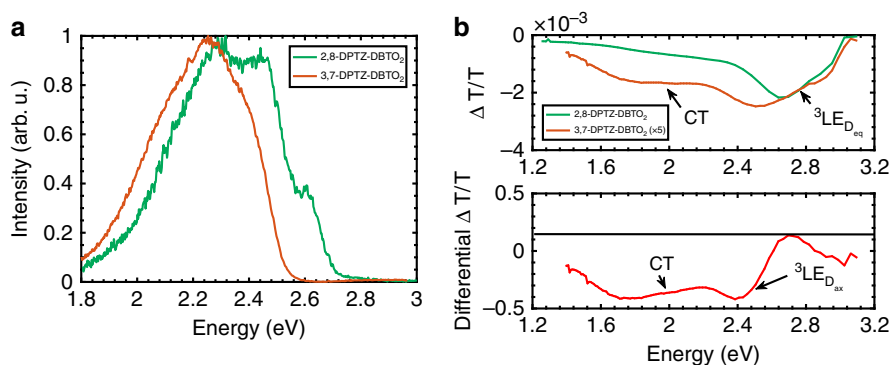 a
Intensity (arb. u.)
1
0.8
0.6
0.4
0.2
0
1.8
2
2.2
2.4
2.6
2.8
3
Energy (eV)
2,8-DPTZ-DBTO₂
3,7-DPTZ-DBTO₂
b
×10⁻³
Δ T/T
0
−2
−4
1.2
1.6
2
2.4
2.8
3.2
2,8-DPTZ-DBTO₂
3,7-DPTZ-DBTO₂ (×5)
CT
³LE_Deq
Differential Δ T/T
0.5
0
−0.5
1.2
1.6
2
2.4
2.8
3.2
CT
³LE_Dax
Energy (eV)